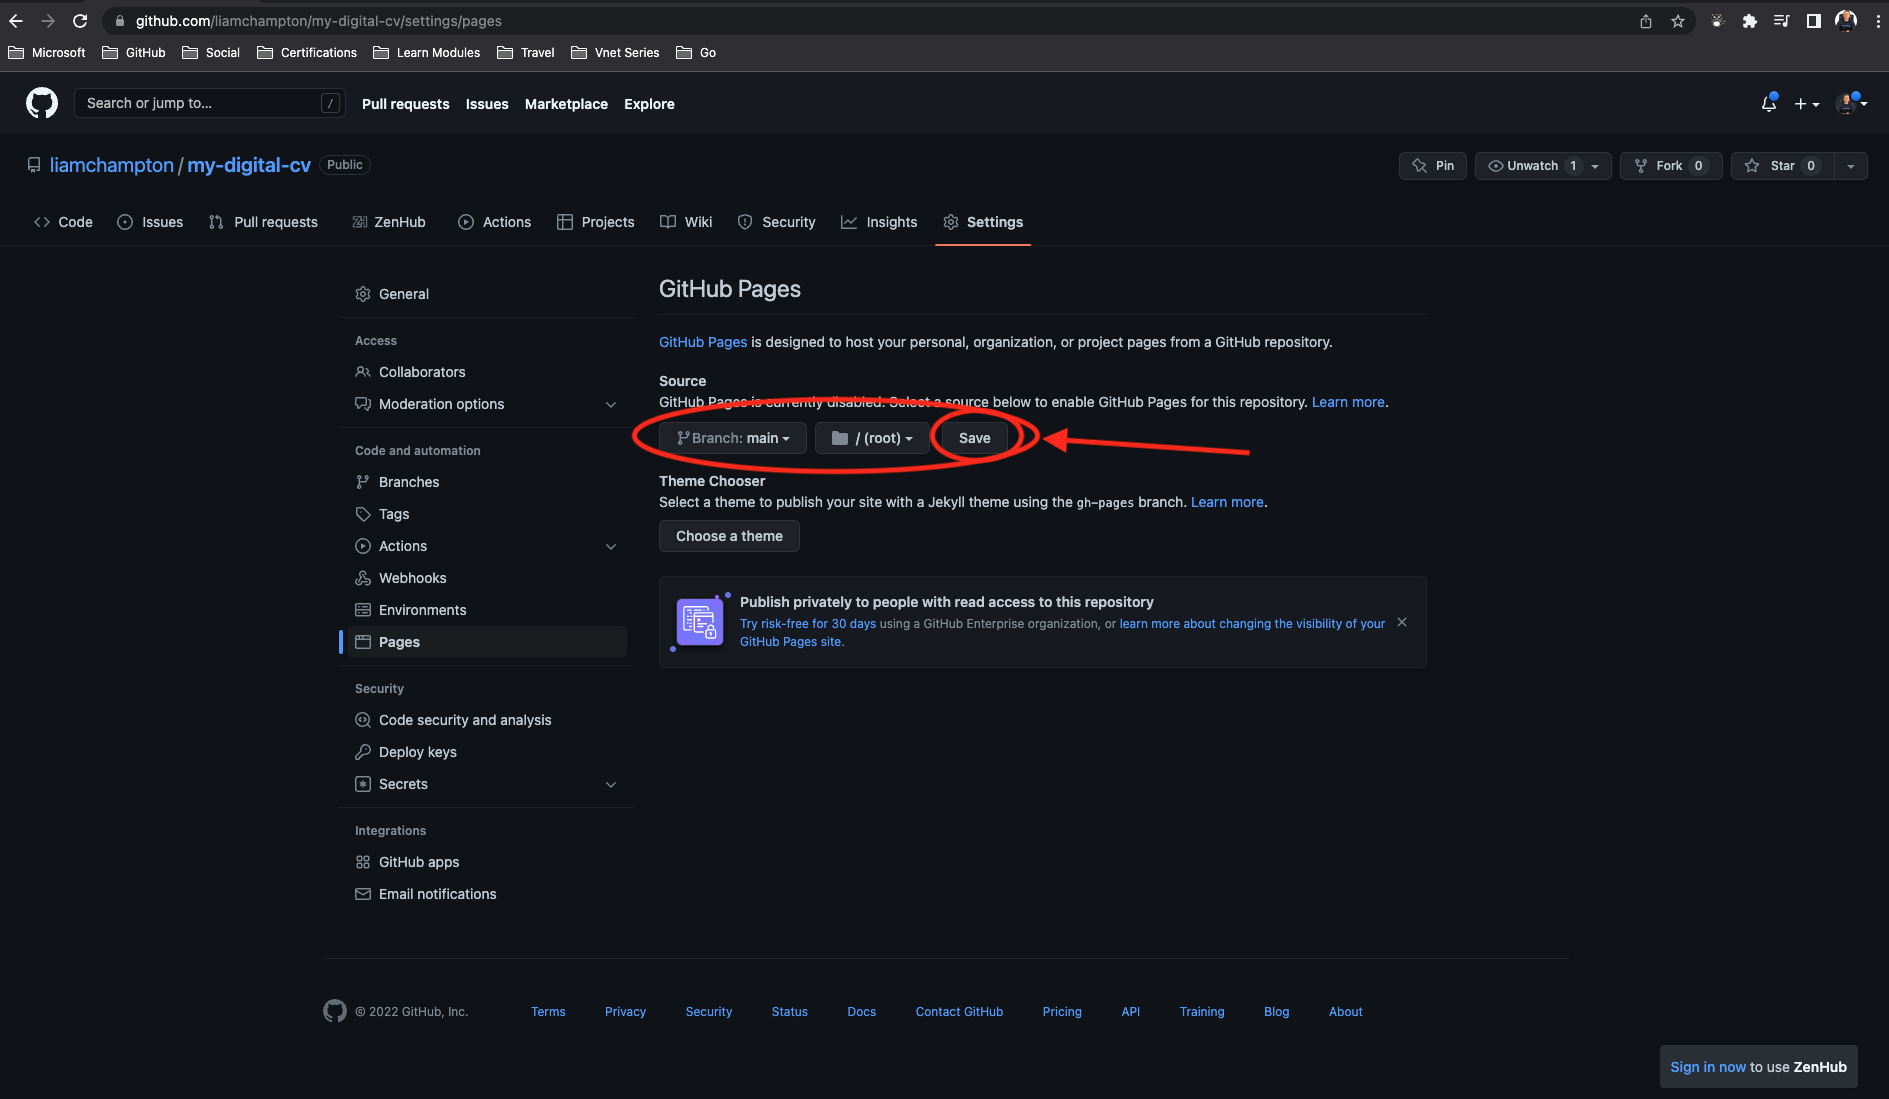 github.com/liamchampton/my-digital-cv/settings/pages
Microsoft GitHub Social Certifications Learn Modules Travel Vnet Series Go
Search or jump to... / Pull requests Issues Marketplace Explore
liamchampton / my-digital-cv Public
Pin Unwatch 1 Fork 0 Star 0
Code Issues Pull requests ZenHub Actions Projects Wiki Security Insights Settings
General
Access
Collaborators
Moderation options
Code and automation
Branches
Tags
Actions
Webhooks
Environments
Pages
Security
Code security and analysis
Deploy keys
Secrets
Integrations
GitHub apps
Email notifications
GitHub Pages
GitHub Pages is designed to host your personal, organization, or project pages from a GitHub repository.
Source
GitHub Pages is currently disabled. Select a source below to enable GitHub Pages for this repository. Learn more.
Branch: main / (root) Save
Theme Chooser
Select a theme to publish your site with a Jekyll theme using the gh-pages branch. Learn more.
Choose a theme
Publish privately to people with read access to this repository
Try risk-free for 30 days using a GitHub Enterprise organization, or learn more about changing the visibility of your
GitHub Pages site.
© 2022 GitHub, Inc. Terms Privacy Security Status Docs Contact GitHub Pricing API Training Blog About
Sign in now to use ZenHub